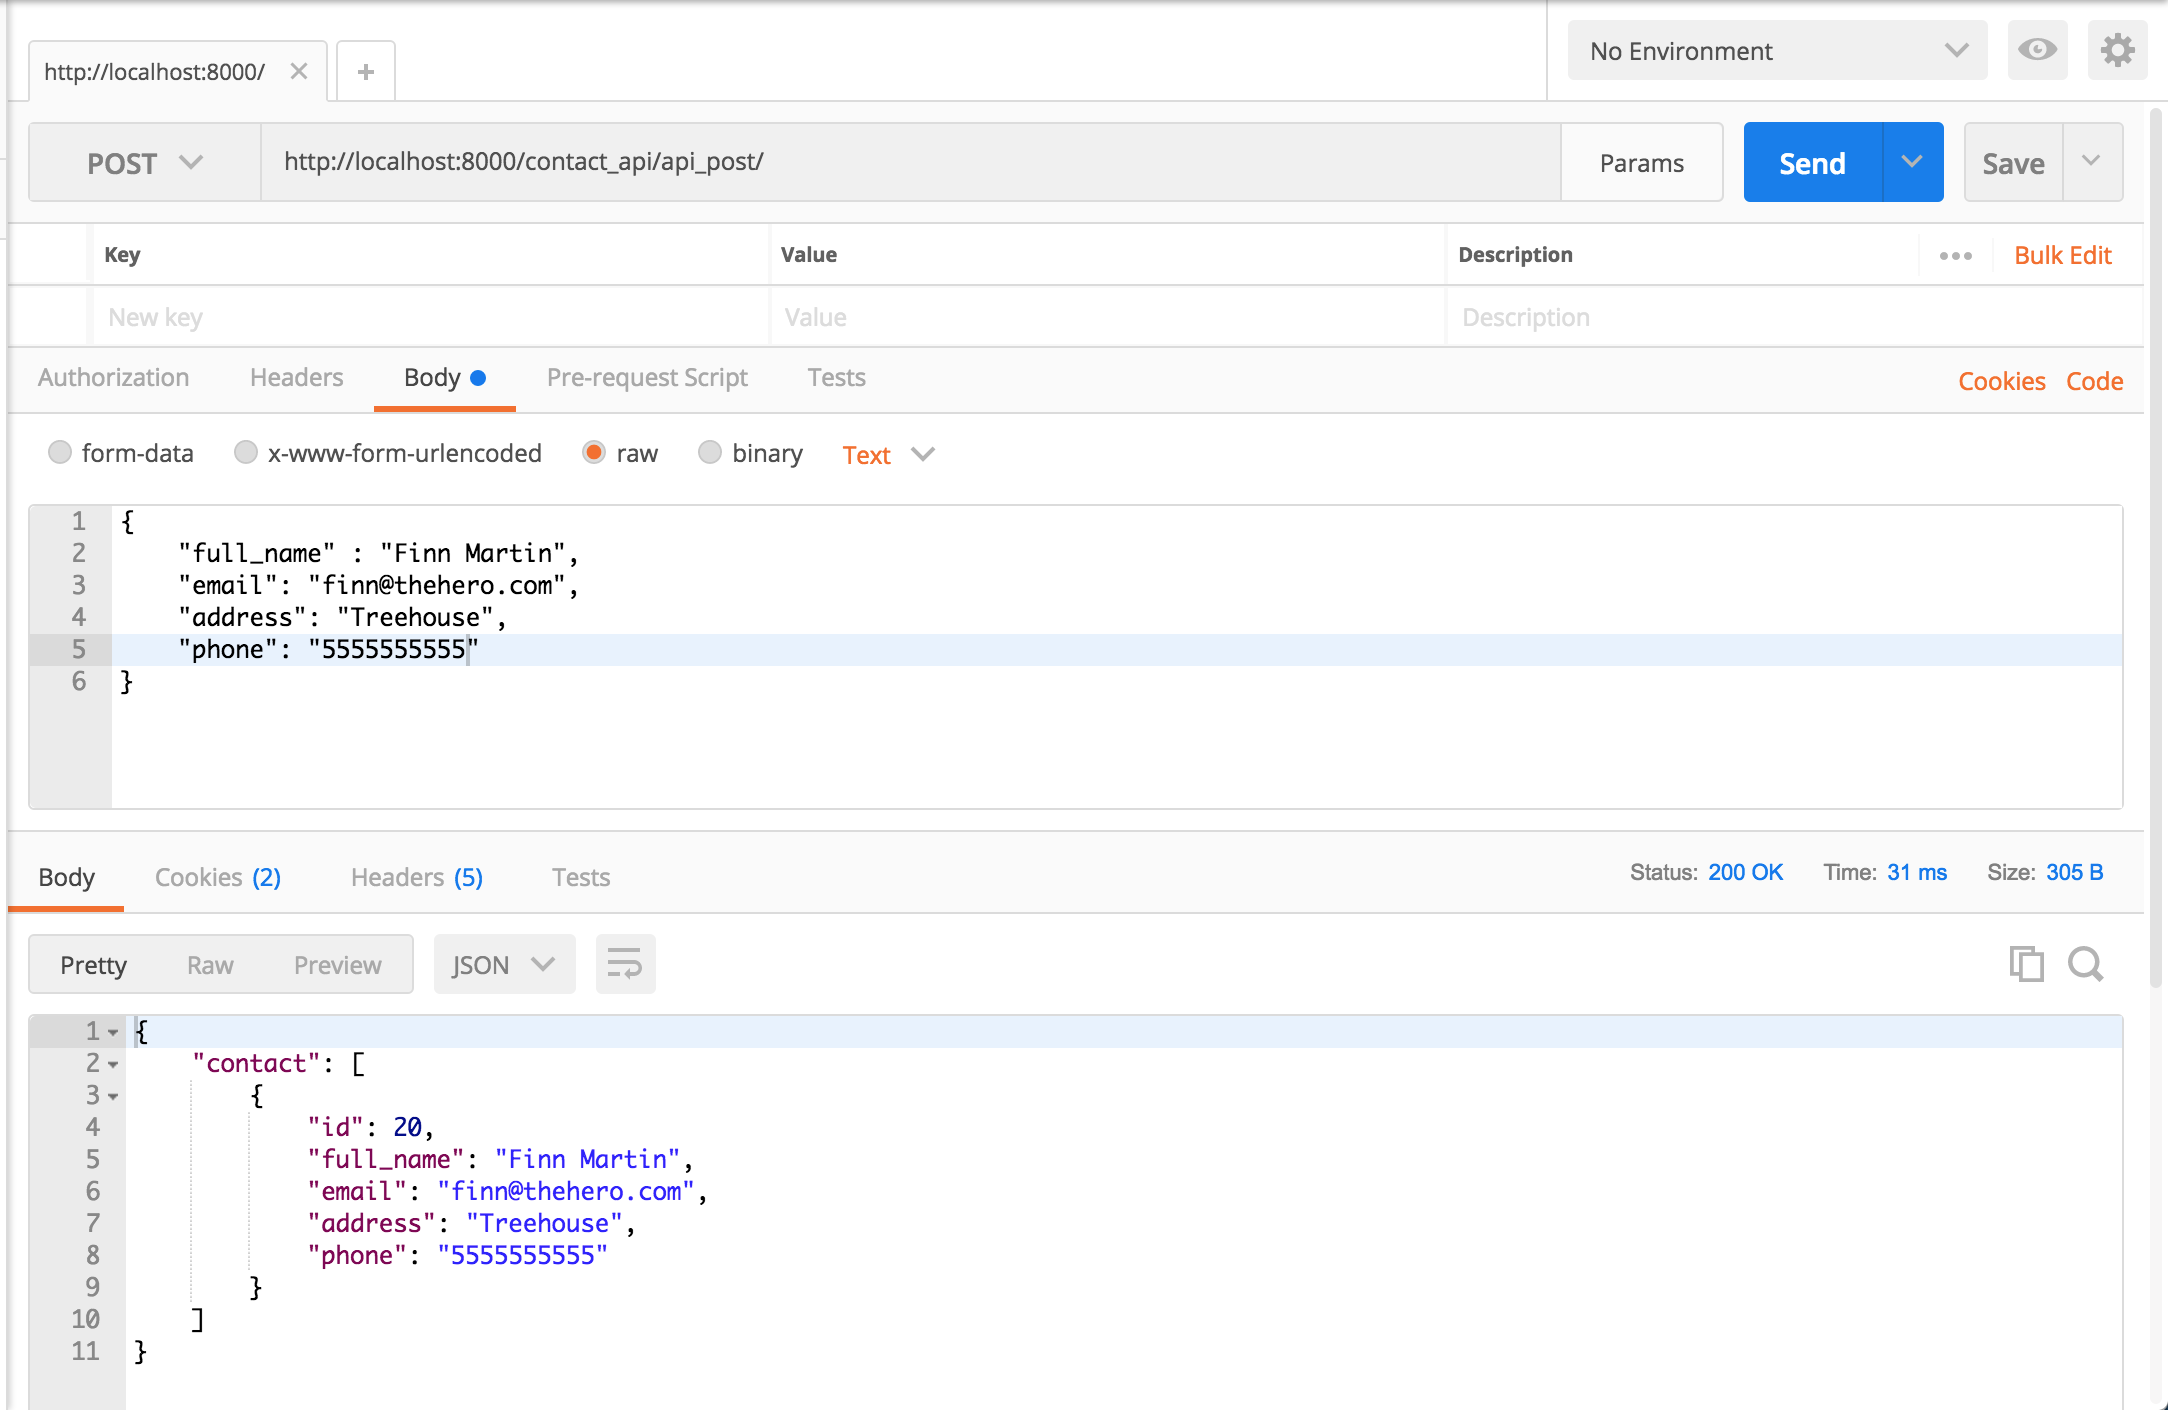 http://localhost:8000/
No Environment
POST http://localhost:8000/contact_api/api_post/ Params Send Save
Key Value Description Bulk Edit
New key Value Description
Authorization Headers Body Pre-request Script Tests Cookies Code
form-data x-www-form-urlencoded raw binary Text
1 {
2 "full_name" : "Finn Martin",
3 "email": "finn@thehero.com",
4 "address": "Treehouse",
5 "phone": "5555555555"
6 }
Body Cookies (2) Headers (5) Tests Status: 200 OK Time: 31 ms Size: 305 B
Pretty Raw Preview JSON
1 {
2 "contact": [
3 {
4 "id": 20,
5 "full_name": "Finn Martin",
6 "email": "finn@thehero.com",
7 "address": "Treehouse",
8 "phone": "5555555555"
9 }
10 ]
11 }